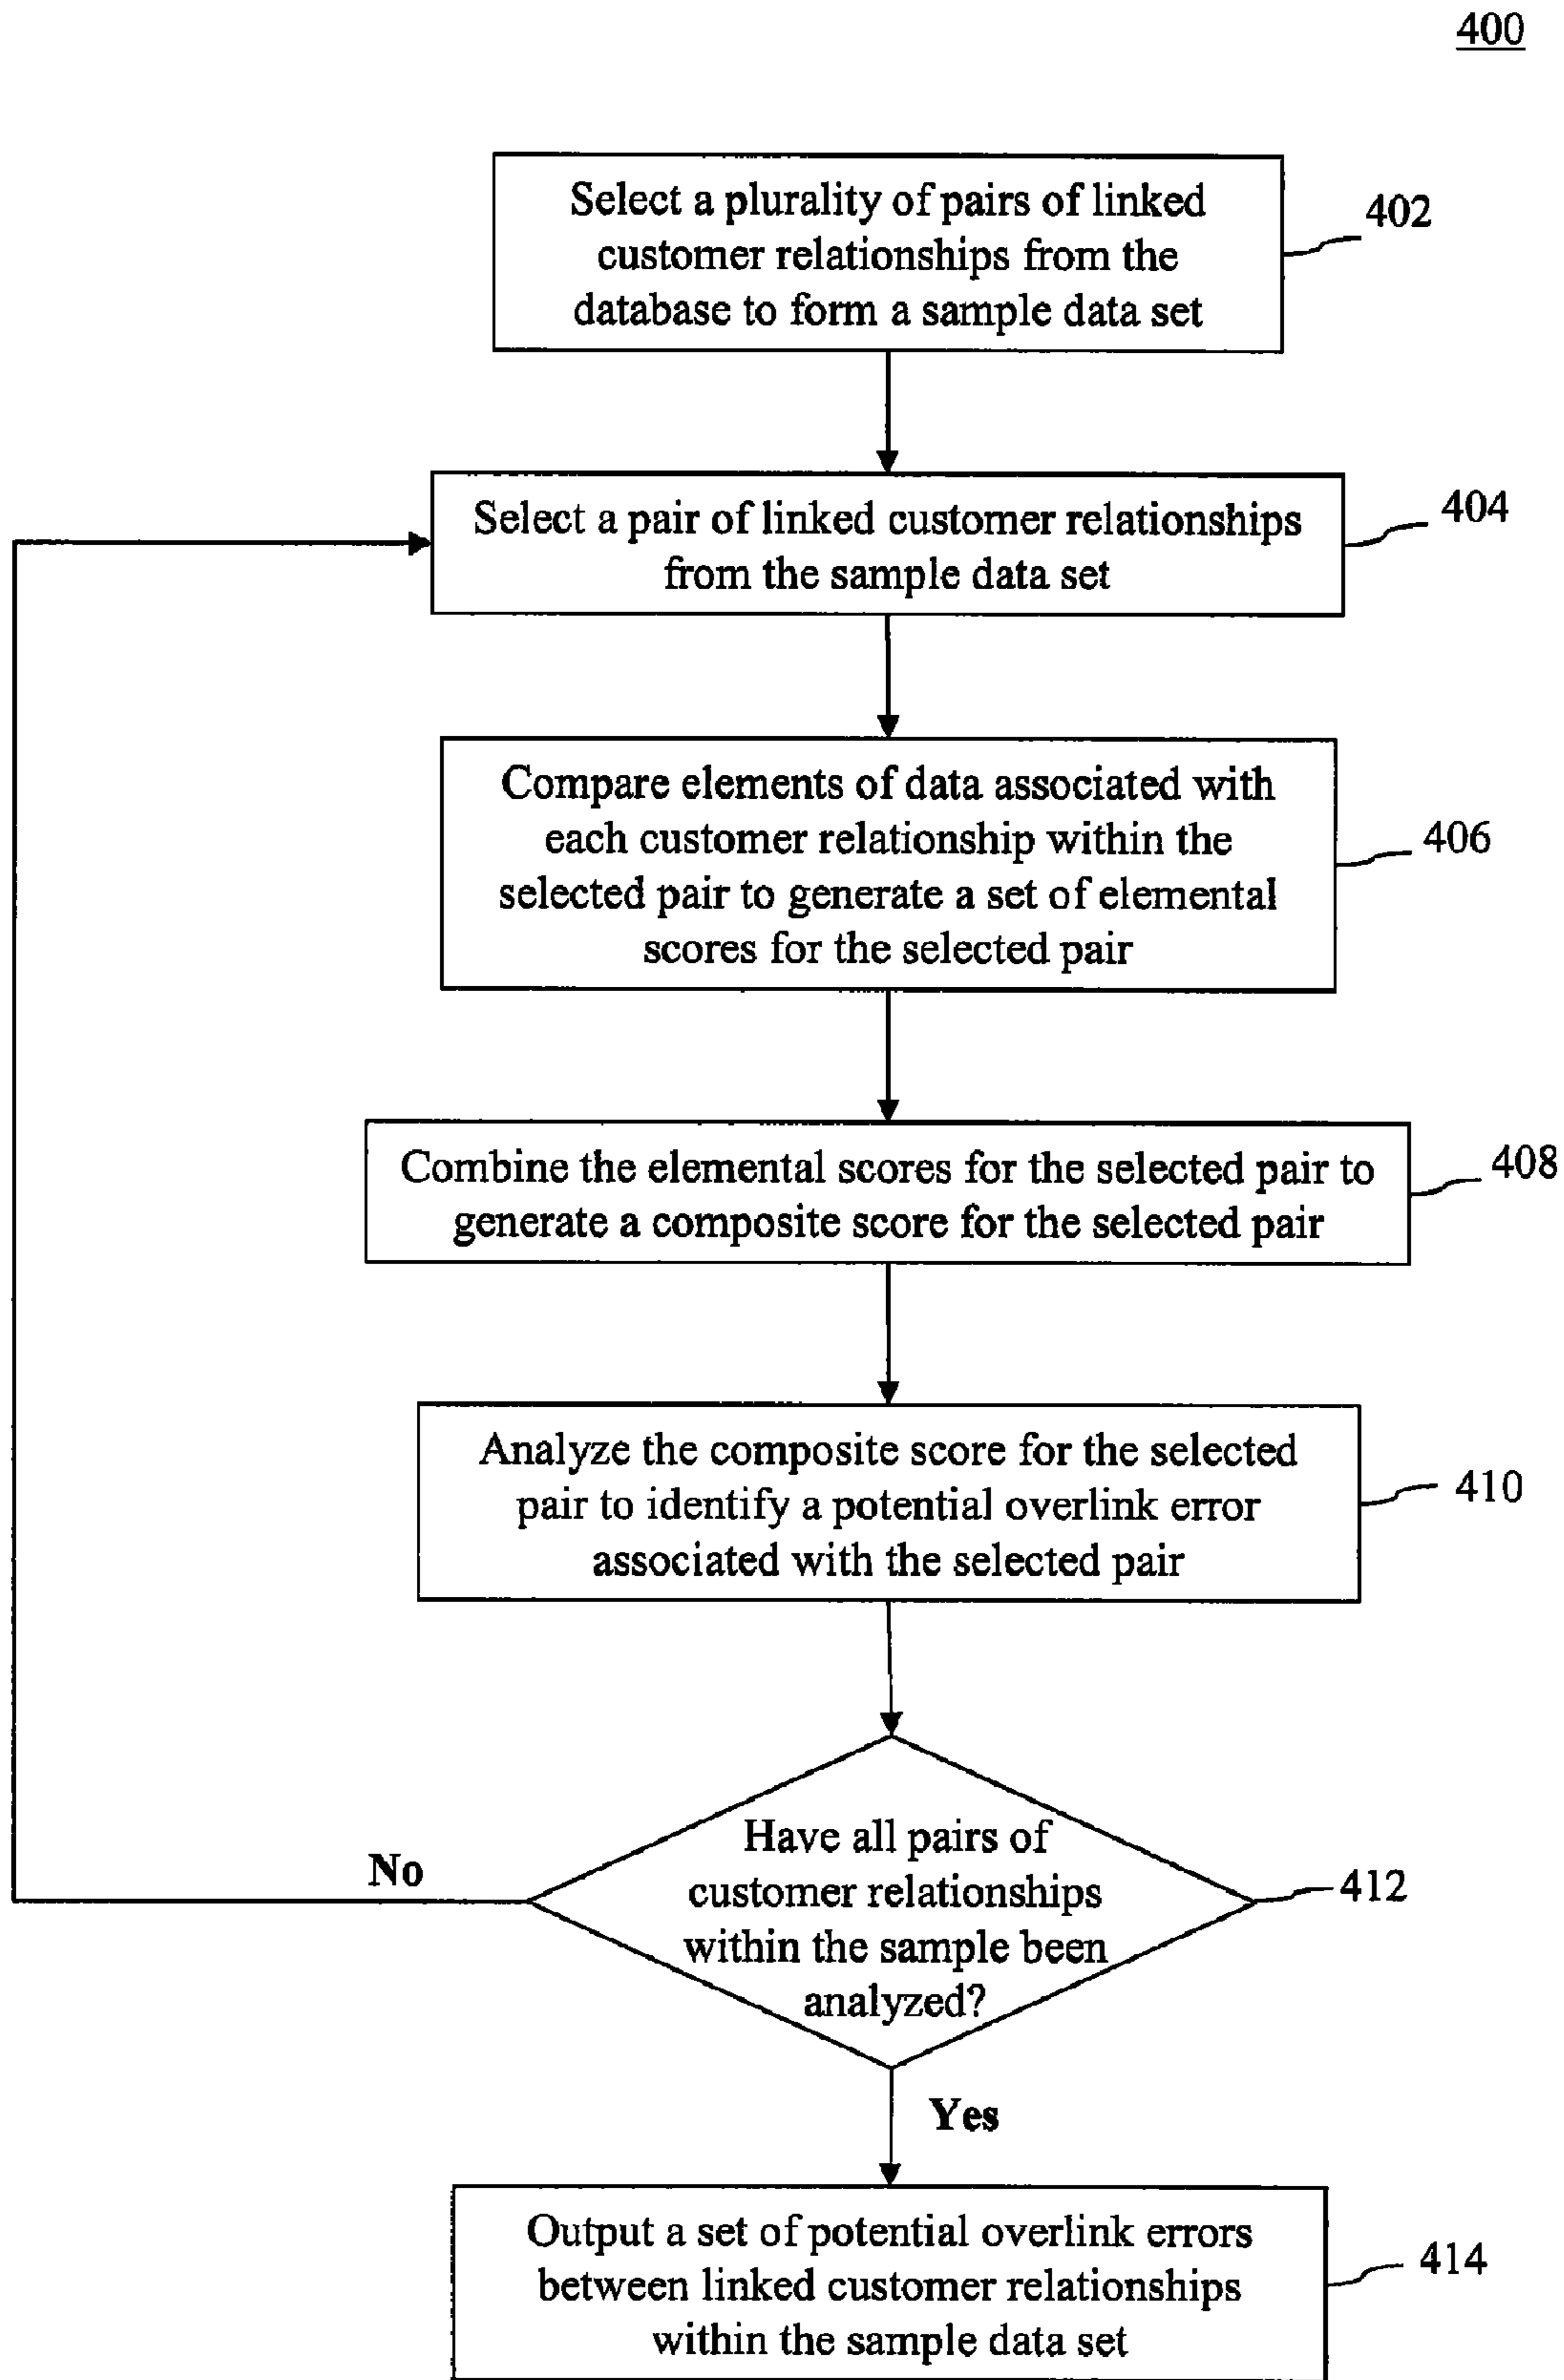 400
Select a plurality of pairs of linked
customer relationships from the
database to form a sample data set
402
Select a pair of linked customer relationships
from the sample data set
404
Compare elements of data associated with
each customer relationship within the
selected pair to generate a set of elemental
scores for the selected pair
406
Combine the elemental scores for the selected pair to
generate a composite score for the selected pair
408
Analyze the composite score for the selected
pair to identify a potential overlink error
associated with the selected pair
410
Have all pairs of
customer relationships
within the sample been
analyzed?
412
No
Yes
Output a set of potential overlink errors
between linked customer relationships
within the sample data set
414